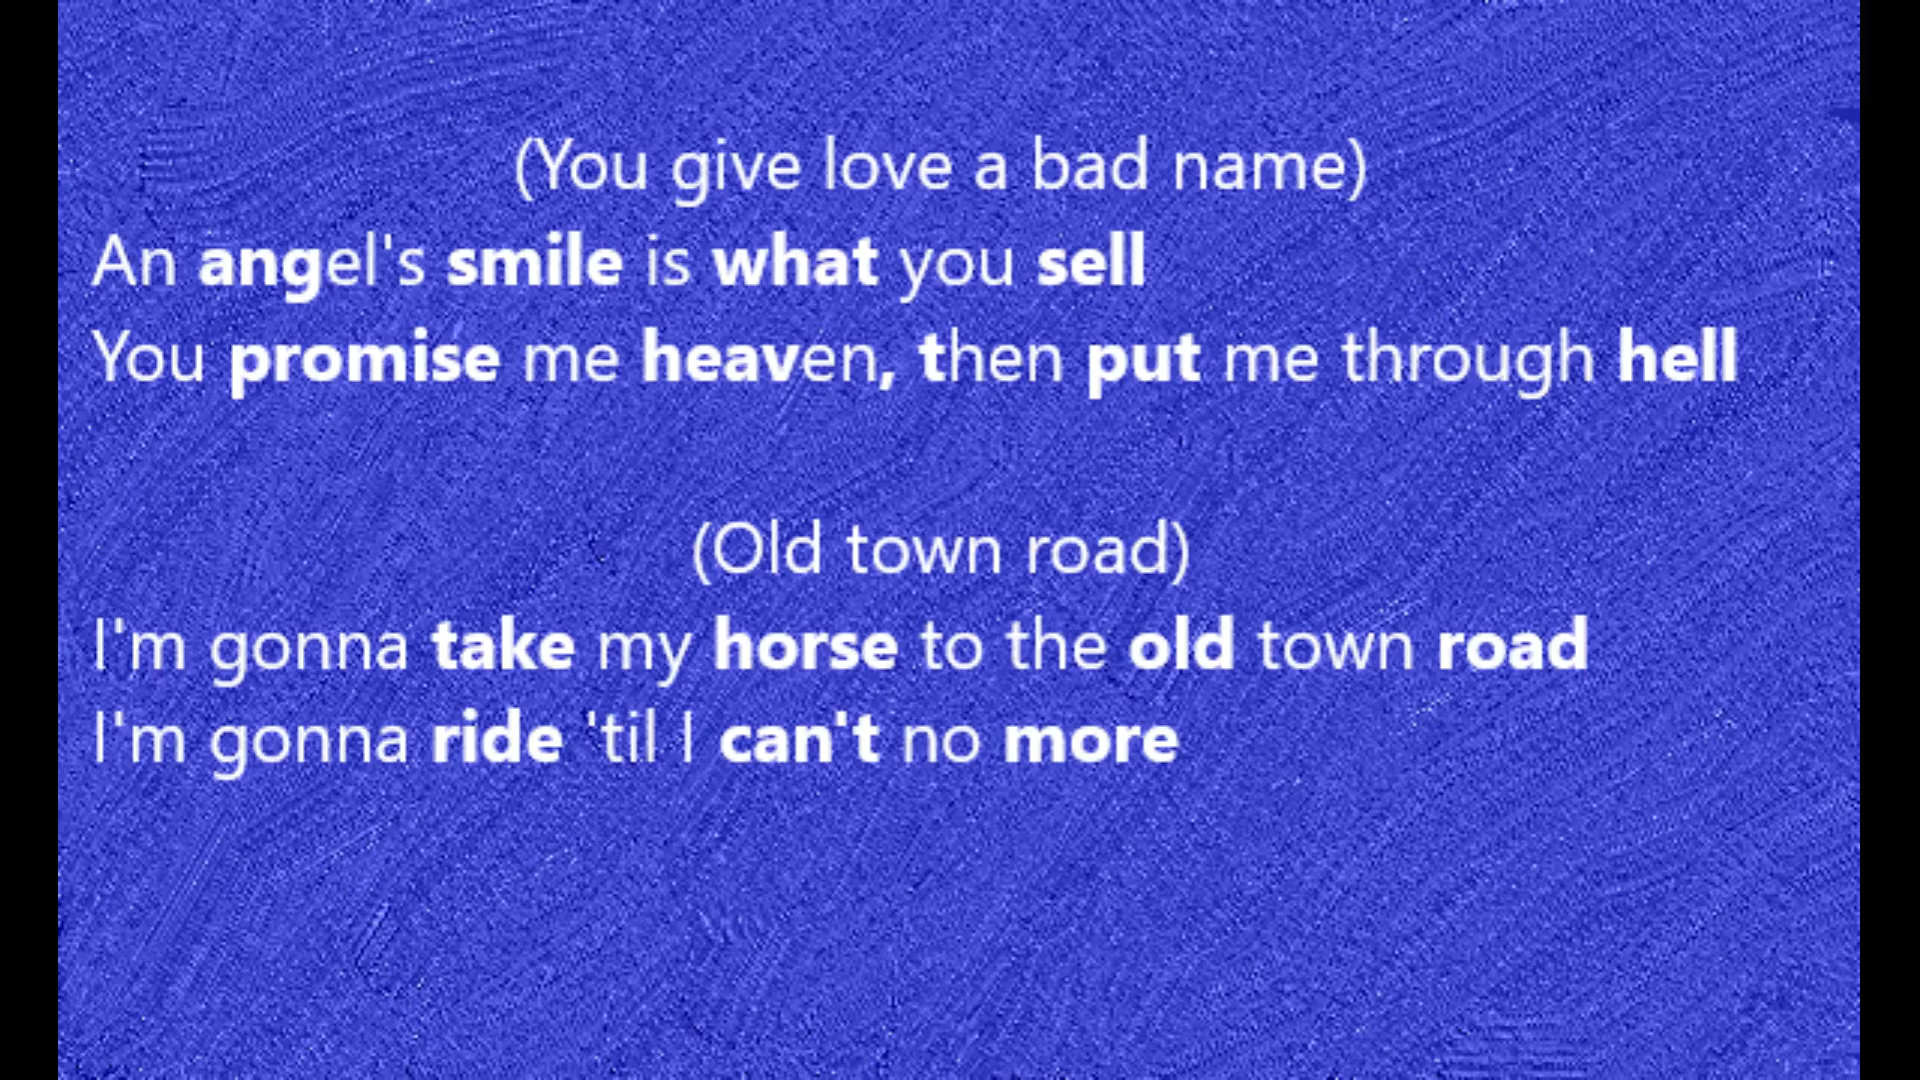 (You give love a bad name)
An angel's smile is what you sell
You promise me heaven, then put me through hell
(Old town road)
I'm gonna take my horse to the old town road
I'm gonna ride 'til I can't no more